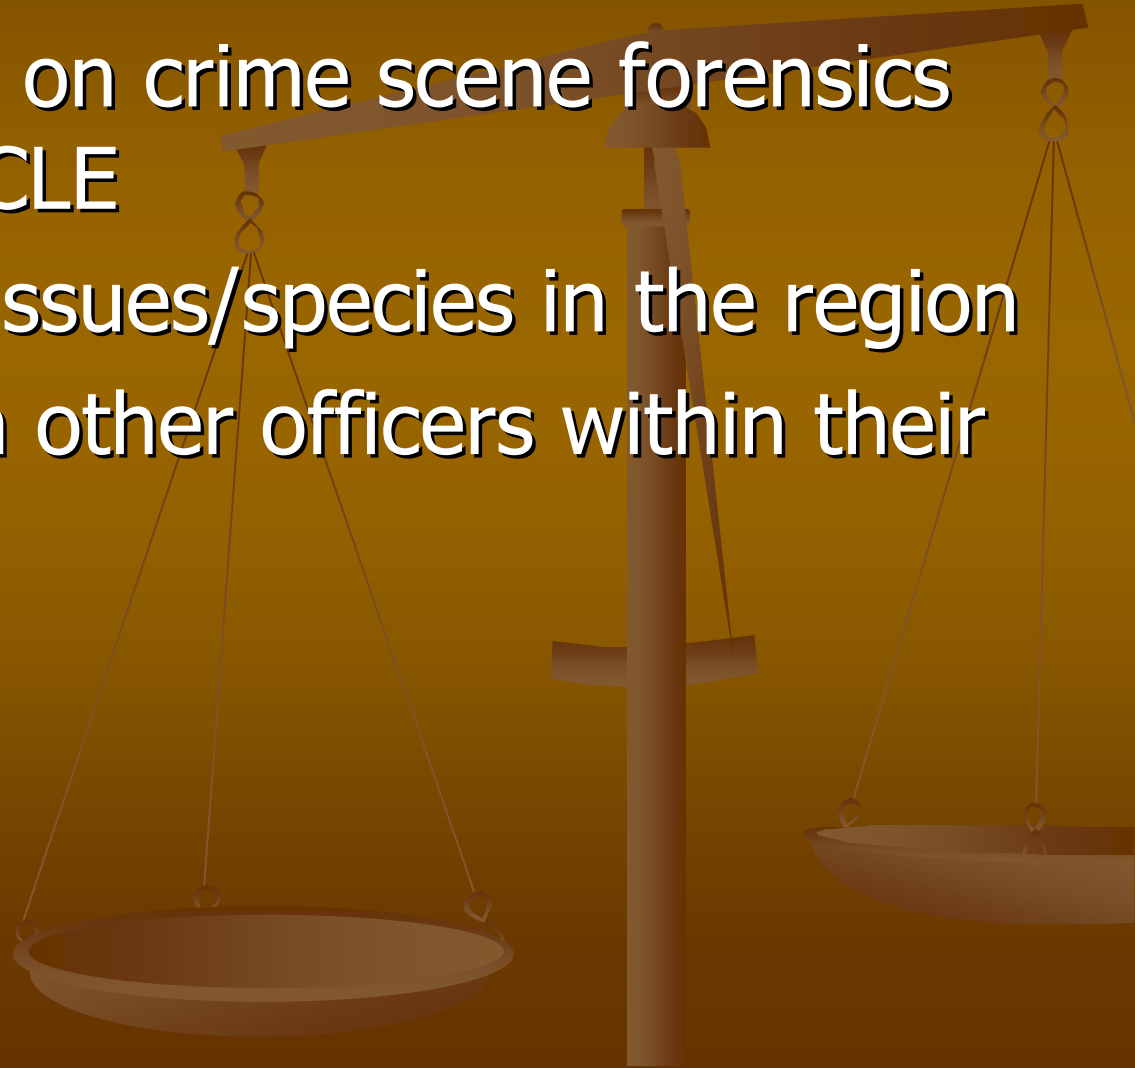 on crime scene forensics
CLE
ssues/species in the region
other officers within their